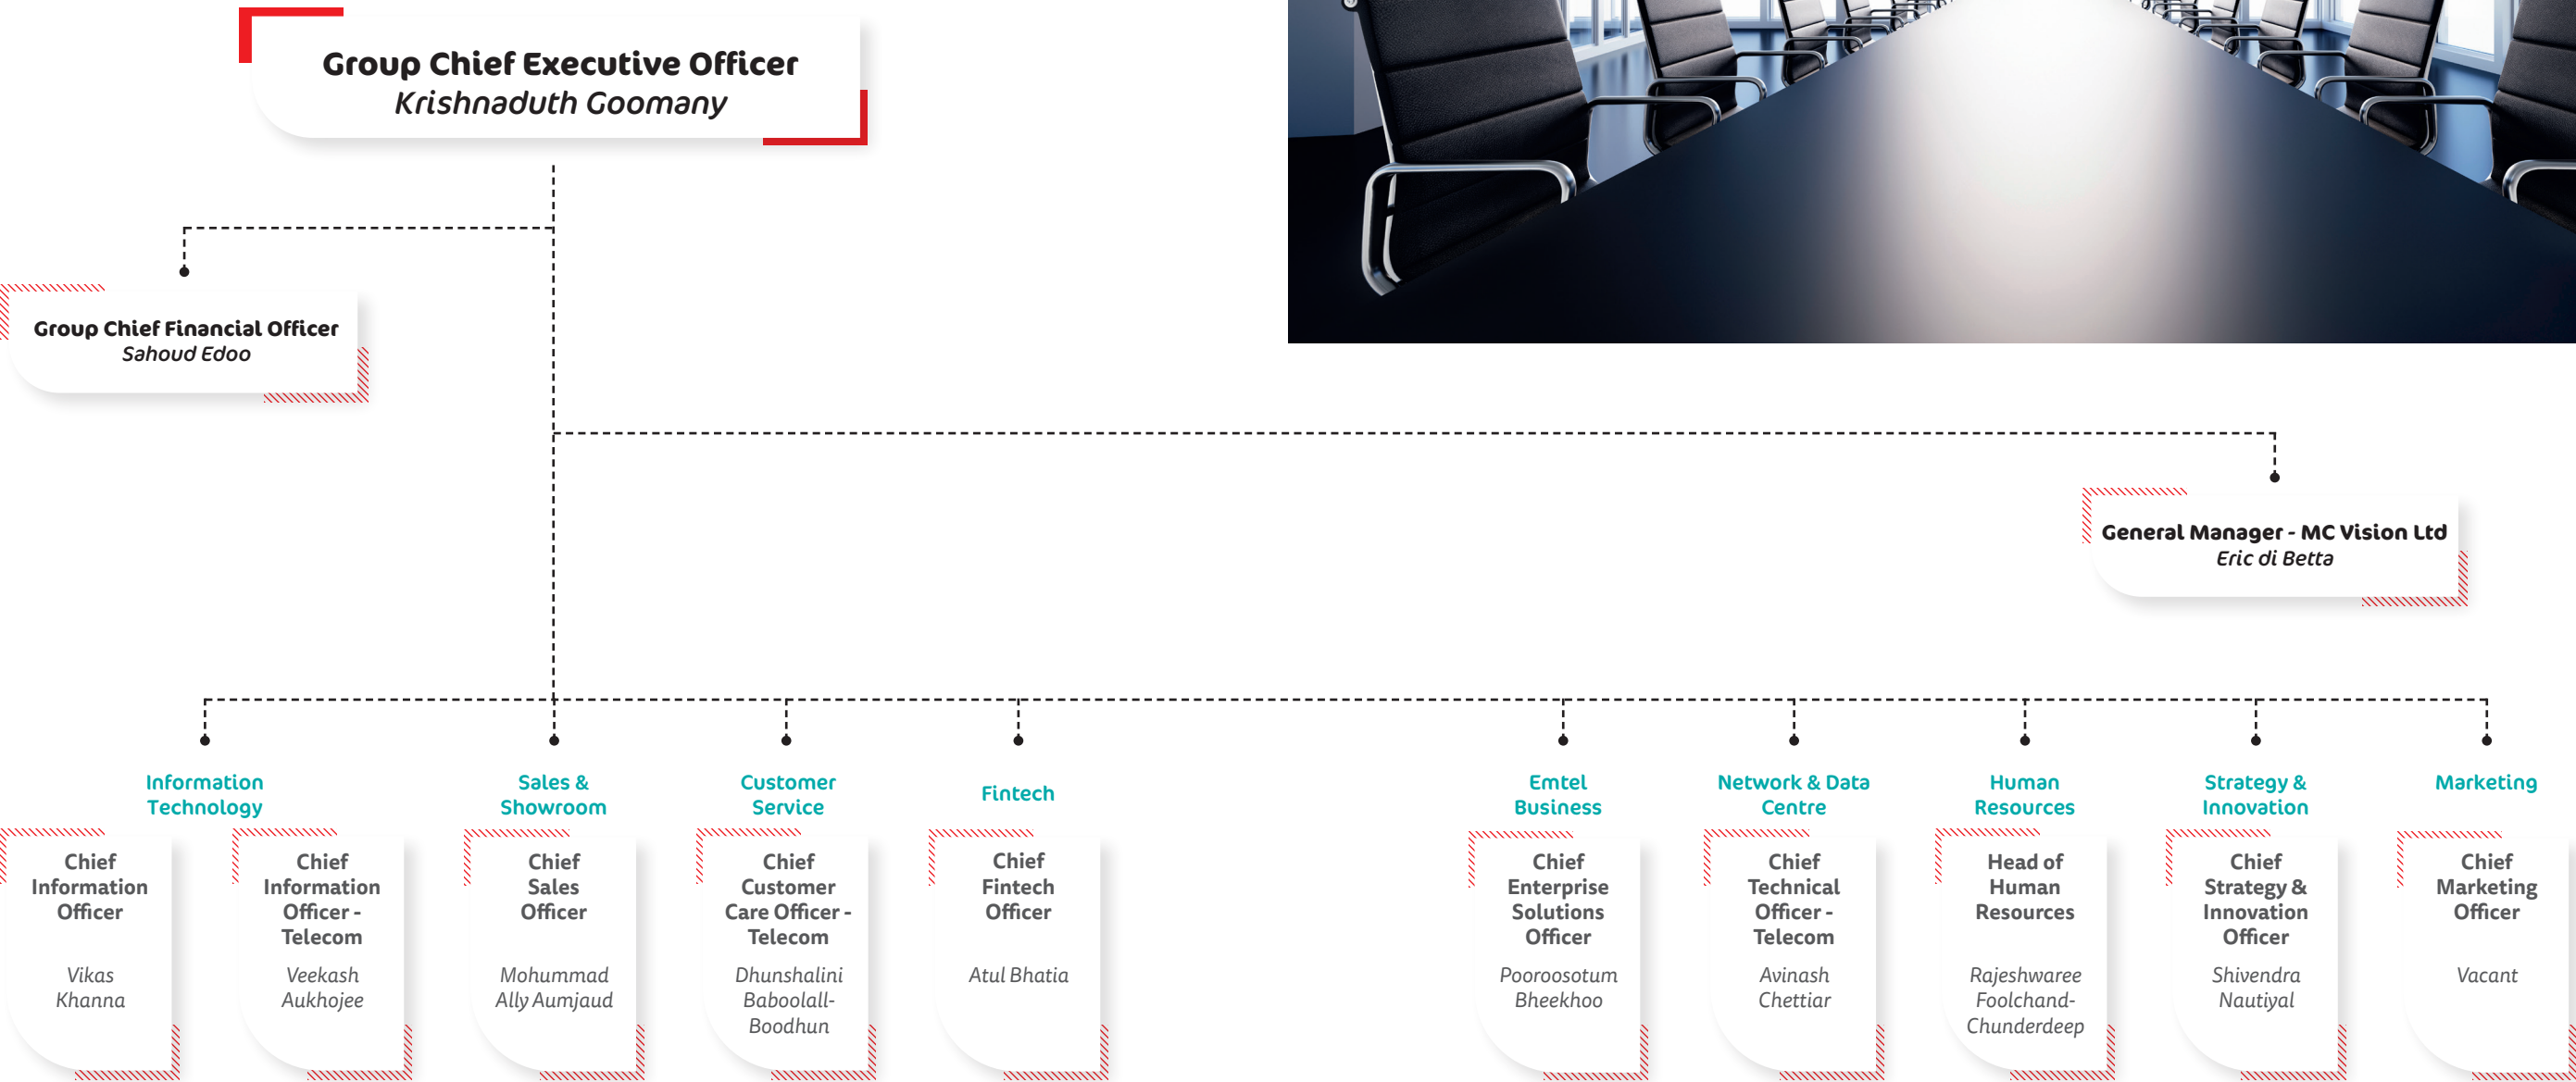 Group Chief Executive Officer
Krishnaduth Goomany
Group Chief Financial Officer
Sahoud Edoo
General Manager - MC Vision Ltd
Eric di Betta
Information
Technology
Chief
Information
Officer
Vikas
Khanna
Chief
Information
Officer -
Telecom
Veekash
Aukhojee
Sales &
Showroom
Chief
Sales
Officer
Mohummad
Ally Aumjaud
Customer
Service
Chief
Customer
Care Officer -
Telecom
Dhunshalini
Baboolall-
Boodhun
Fintech
Chief
Fintech
Officer
Atul Bhatia
Emtel
Business
Chief
Enterprise
Solutions
Officer
Pooroosotum
Bheekhoo
Network & Data
Centre
Chief
Technical
Officer -
Telecom
Avinash
Chettiar
Human
Resources
Head of
Human
Resources
Rajeshwaree
Foolchand-
Chunderdeep
Strategy &
Innovation
Chief
Strategy &
Innovation
Officer
Shivendra
Nautiyal
Marketing
Chief
Marketing
Officer
Vacant